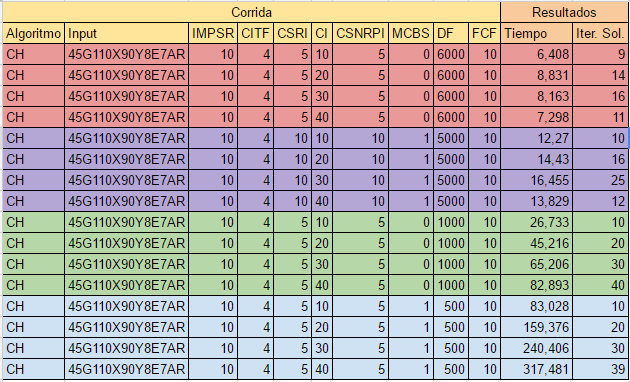 Corrida Resultados
Algoritmo Input IMPSR CITF CSRI CI CSNRPI MCBS DF FCF Tiempo Iter. Sol.
CH 45G110X90Y8E7AR 10 4 5 10 5 0 6000 10 6,408 9
CH 45G110X90Y8E7AR 10 4 5 20 5 0 6000 10 8,831 14
CH 45G110X90Y8E7AR 10 4 5 30 5 0 6000 10 8,163 16
CH 45G110X90Y8E7AR 10 4 5 40 5 0 6000 10 7,298 11
CH 45G110X90Y8E7AR 10 4 10 10 10 1 5000 10 12,27 10
CH 45G110X90Y8E7AR 10 4 10 20 10 1 5000 10 14,43 16
CH 45G110X90Y8E7AR 10 4 10 30 10 1 5000 10 16,455 25
CH 45G110X90Y8E7AR 10 4 10 40 10 1 5000 10 13,829 12
CH 45G110X90Y8E7AR 10 4 5 10 5 0 1000 10 26,733 10
CH 45G110X90Y8E7AR 10 4 5 20 5 0 1000 10 45,216 20
CH 45G110X90Y8E7AR 10 4 5 30 5 0 1000 10 65,206 30
CH 45G110X90Y8E7AR 10 4 5 40 5 0 1000 10 82,893 40
CH 45G110X90Y8E7AR 10 4 5 10 5 1 500 10 83,028 10
CH 45G110X90Y8E7AR 10 4 5 20 5 1 500 10 159,376 20
CH 45G110X90Y8E7AR 10 4 5 30 5 1 500 10 240,406 30
CH 45G110X90Y8E7AR 10 4 5 40 5 1 500 10 317,481 39